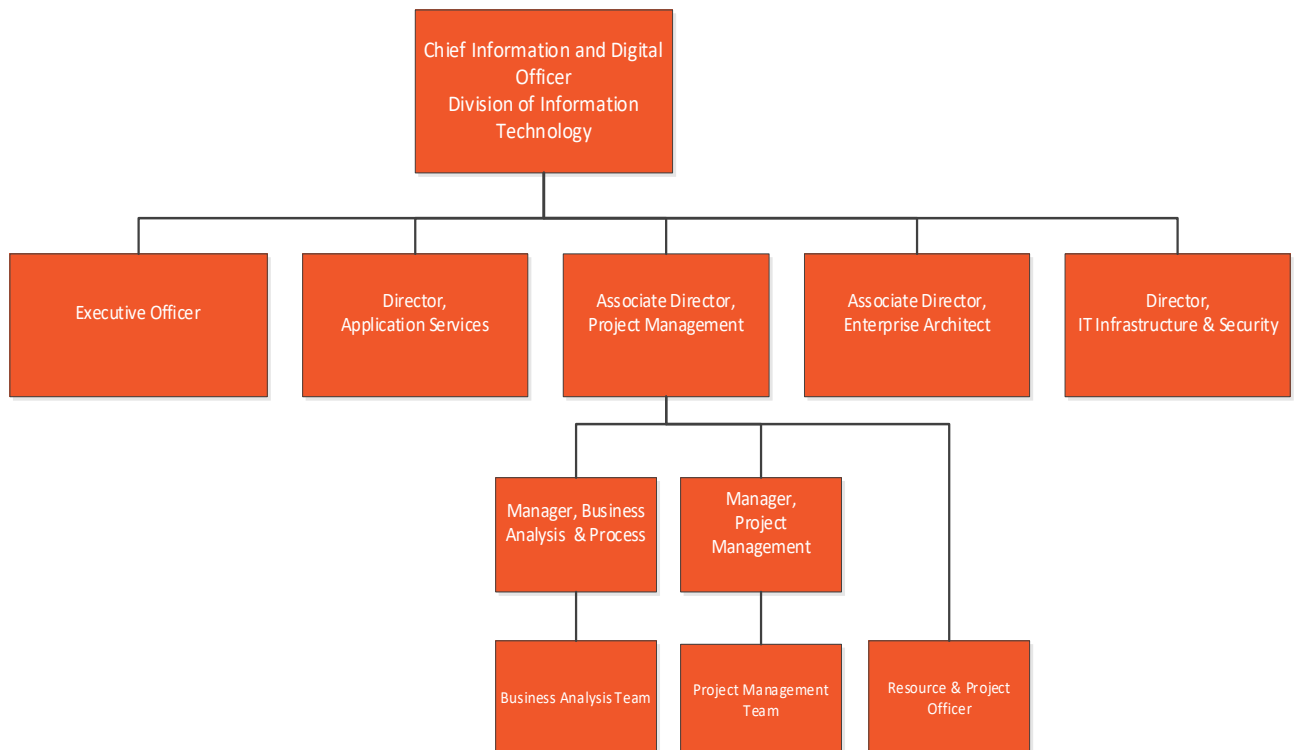 Chief Information and Digital
Officer
Division of Information
Technology
Executive Officer
Director,
Application Services
Associate Director,
Project Management
Associate Director,
Enterprise Architect
Director,
IT Infrastructure & Security
Manager, Business
Analysis & Process
Manager,
Project
Management
Business Analysis Team
Project Management
Team
Resource & Project
Officer